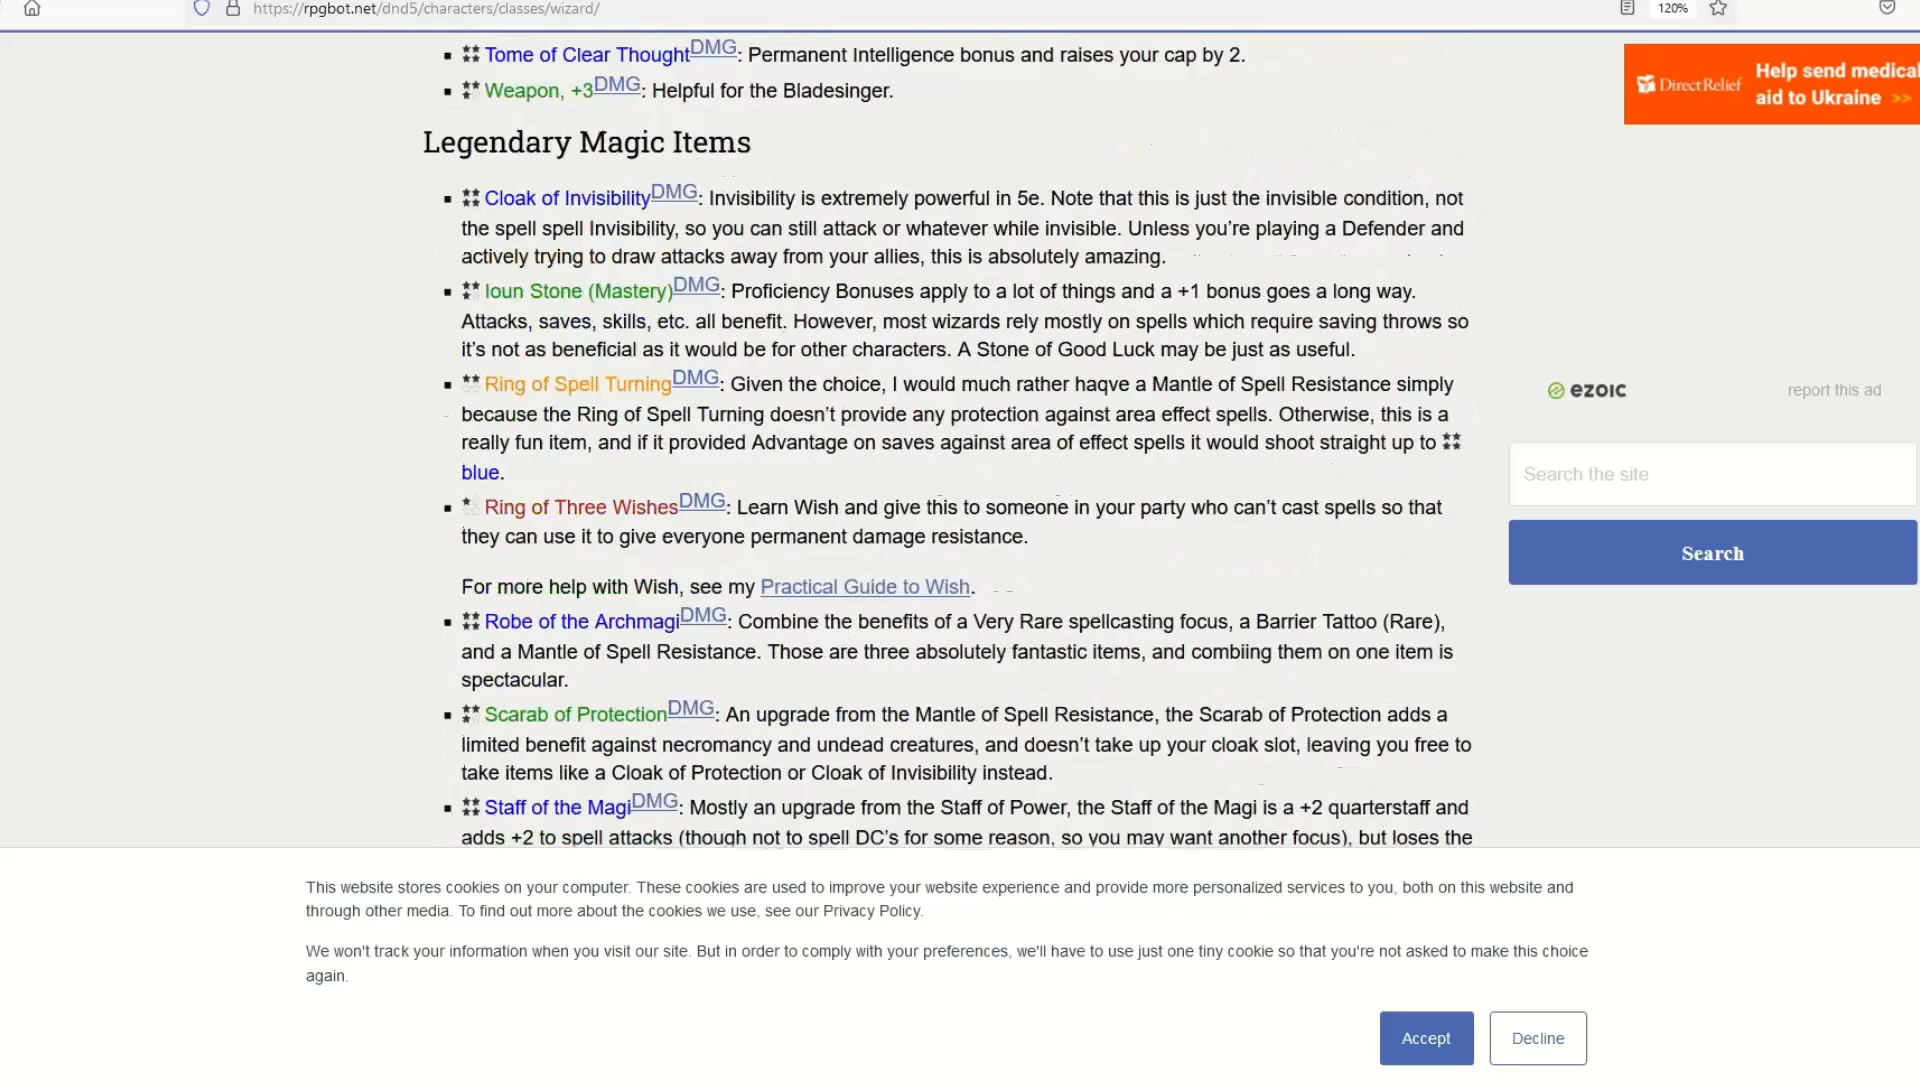 https://rpgbot.net/dnd5/characters/classes/wizard/
120%
Tome of Clear ThoughtDMG: Permanent Intelligence bonus and raises your cap by 2.
Weapon, +3DMG: Helpful for the Bladesinger.
Legendary Magic Items
Cloak of InvisibilityDMG: Invisibility is extremely powerful in 5e. Note that this is just the invisible condition, not
the spell spell Invisibility, so you can still attack or whatever while invisible. Unless you’re playing a Defender and
actively trying to draw attacks away from your allies, this is absolutely amazing.
Ioun Stone (Mastery)DMG: Proficiency Bonuses apply to a lot of things and a +1 bonus goes a long way.
Attacks, saves, skills, etc. all benefit. However, most wizards rely mostly on spells which require saving throws so
it’s not as beneficial as it would be for other characters. A Stone of Good Luck may be just as useful.
Ring of Spell TurningDMG: Given the choice, I would much rather haqve a Mantle of Spell Resistance simply
because the Ring of Spell Turning doesn’t provide any protection against area effect spells. Otherwise, this is a
really fun item, and if it provided Advantage on saves against area of effect spells it would shoot straight up to
blue.
Ring of Three WishesDMG: Learn Wish and give this to someone in your party who can’t cast spells so that
they can use it to give everyone permanent damage resistance.
For more help with Wish, see my Practical Guide to Wish.
Robe of the ArchmagiDMG: Combine the benefits of a Very Rare spellcasting focus, a Barrier Tattoo (Rare),
and a Mantle of Spell Resistance. Those are three absolutely fantastic items, and combiing them on one item is
spectacular.
Scarab of ProtectionDMG: An upgrade from the Mantle of Spell Resistance, the Scarab of Protection adds a
limited benefit against necromancy and undead creatures, and doesn’t take up your cloak slot, leaving you free to
take items like a Cloak of Protection or Cloak of Invisibility instead.
Staff of the MagiDMG: Mostly an upgrade from the Staff of Power, the Staff of the Magi is a +2 quarterstaff and
adds +2 to spell attacks (though not to spell DC’s for some reason, so you may want another focus), but loses the
DirectRelief
Help send medical
aid to Ukraine >>
ezoic
report this ad
Search the site
Search
This website stores cookies on your computer. These cookies are used to improve your website experience and provide more personalized services to you, both on this website and
through other media. To find out more about the cookies we use, see our Privacy Policy.
We won't track your information when you visit our site. But in order to comply with your preferences, we'll have to use just one tiny cookie so that you're not asked to make this choice
again.
Accept
Decline